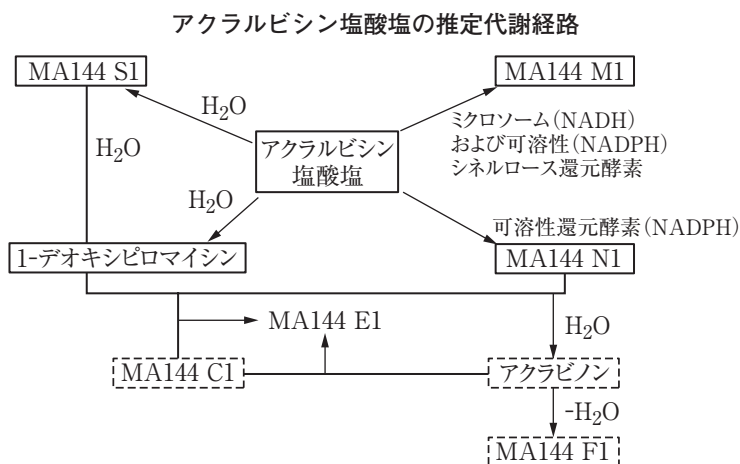 アクラルビシン塩酸塩の推定代謝経路
MA144 S1
MA144 M1
H2O
H2O
ミクロソーム(NADH)
および可溶性(NADPH)
シネルロース還元酵素
アクラルビシン
塩酸塩
H2O
可溶性還元酵素(NADPH)
1-デオキシピロマイシン
MA144 N1
MA144 E1
H2O
MA144 C1
アクラビノン
-H2O
MA144 F1